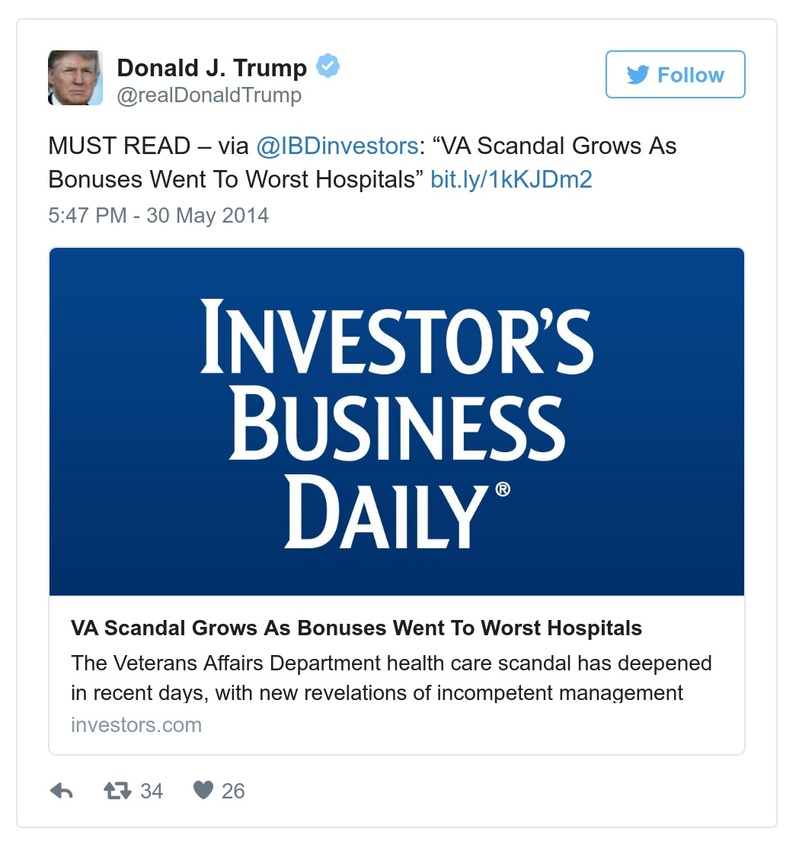 Donald J. Trump
@realDonaldTrump
Follow
MUST READ – via @IBDinvestors: “VA Scandal Grows As
Bonuses Went To Worst Hospitals” bit.ly/1kKJDm2
5:47 PM - 30 May 2014
INVESTOR’S
BUSINESS
DAILY®
VA Scandal Grows As Bonuses Went To Worst Hospitals
The Veterans Affairs Department health care scandal has deepened
in recent days, with new revelations of incompetent management
investors.com
34
26